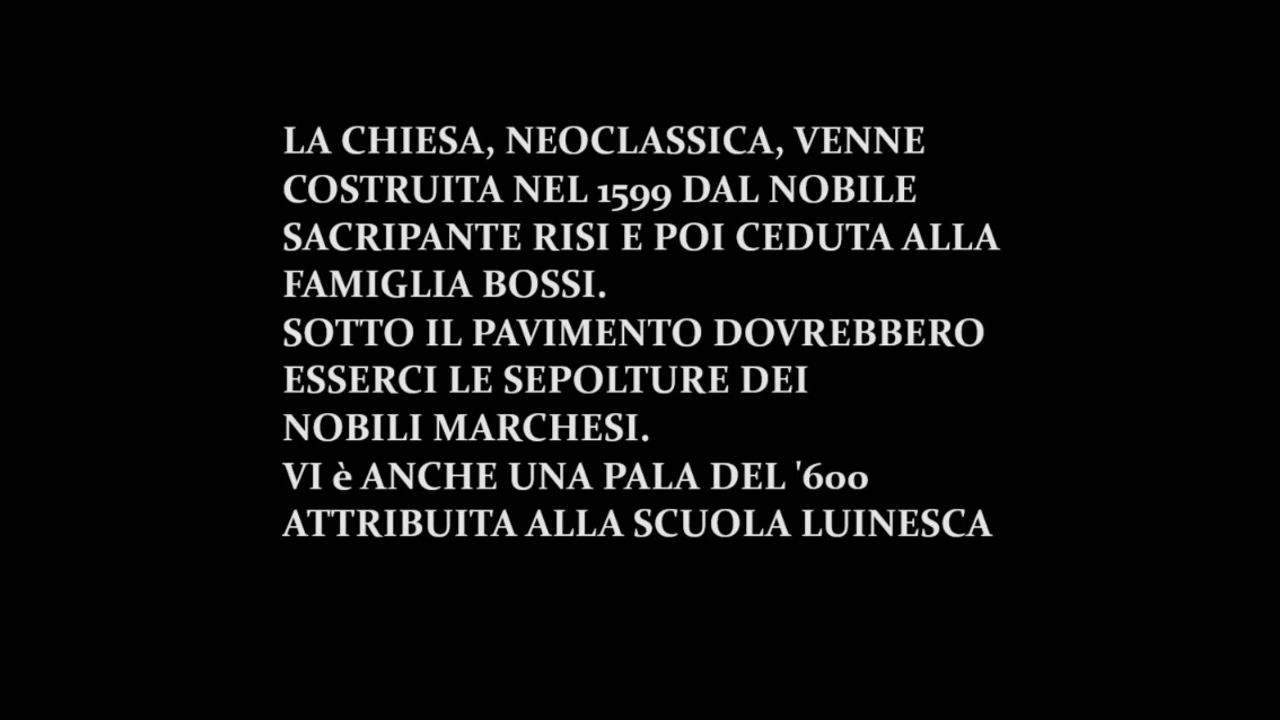 LA CHIESA, NEOCLASSICA, VENNE
COSTRUITA NEL 1599 DAL NOBILE
SACRIPANTE RISI E POI CEDUTA ALLA
FAMIGLIA BOSSI.
SOTTO IL PAVIMENTO DOVREBBERO
ESSERCI LE SEPOLTURE DEI
NOBILI MARCHESI.
VI è ANCHE UNA PALA DEL '600
ATTRIBUITA ALLA SCUOLA LUINESCA